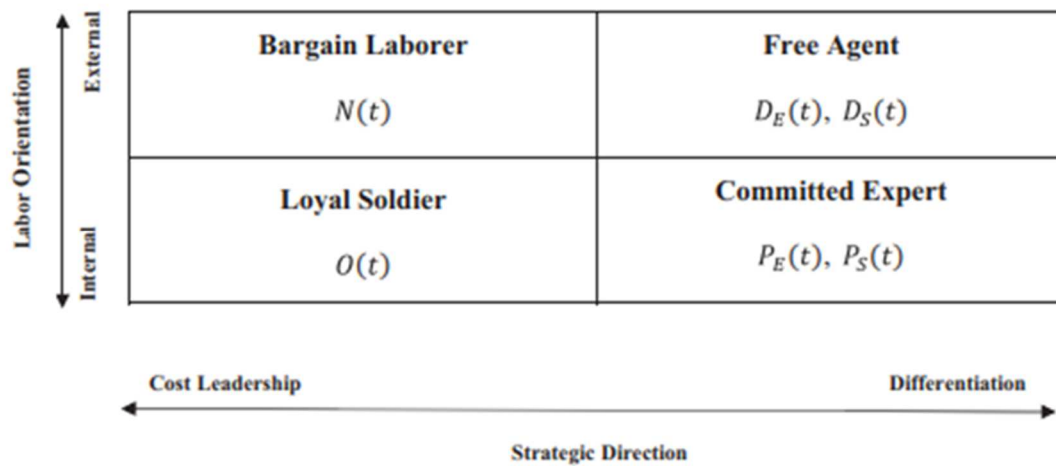 Labor Orientation
External
Internal
Bargain Laborer
N(t)
Free Agent
D_E(t), D_S(t)
Loyal Soldier
O(t)
Committed Expert
P_E(t), P_S(t)
Cost Leadership
Differentiation
Strategic Direction